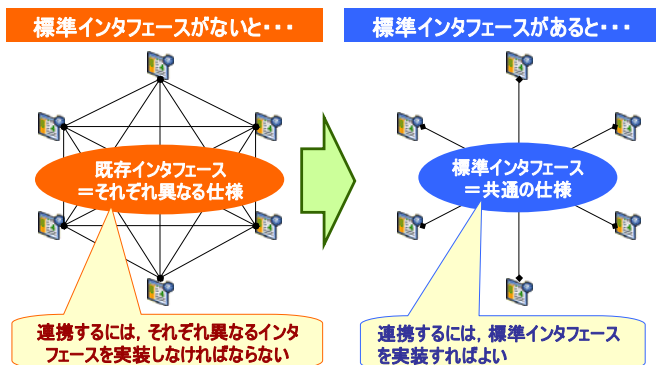 標準インタフェースがないと・・・
既存インタフェース
＝それぞれ異なる仕様
連携するには，それぞれ異なるインタ
フェースを実装しなければならない
標準インタフェースがあると・・・
標準インタフェース
＝共通の仕様
連携するには，標準インタフェース
を実装すればよい